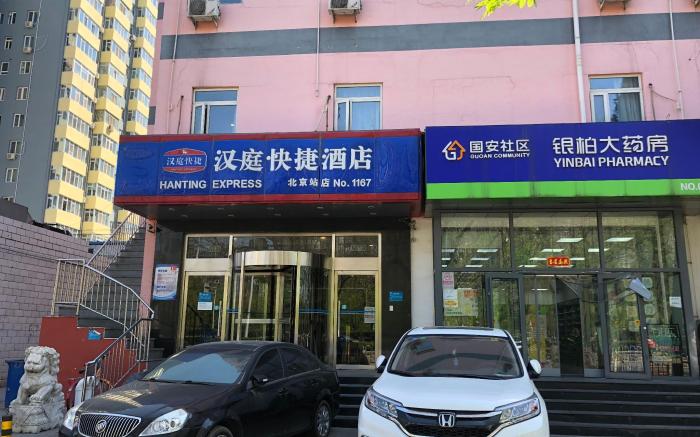 汉庭快捷
汉庭快捷酒店
HANTING EXPRESS
北京站店 No. 1167
国安社区
GUOAN COMMUNITY
银柏大药房
YINBAI PHARMACY